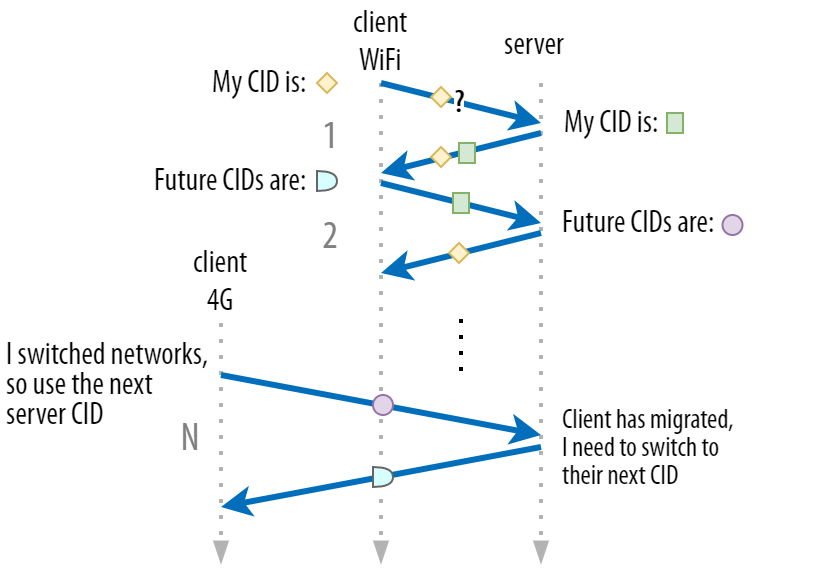 client
WiFi
server
My CID is:
?
1
My CID is:
Future CIDs are:
2
Future CIDs are:
client
4G
I switched networks,
so use the next
server CID
N
Client has migrated,
I need to switch to
their next CID